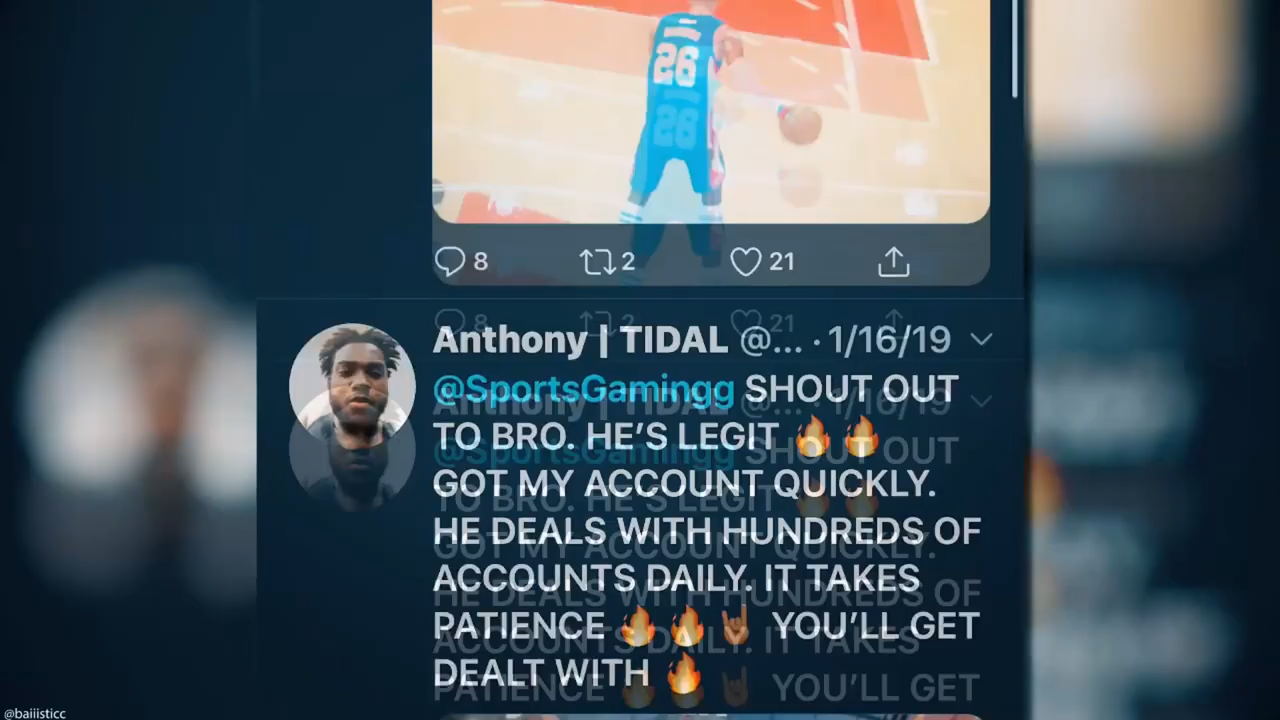 26
8 2 21
Anthony | TIDAL @... · 1/16/19
@SportsGamingg SHOUT OUT
TO BRO. HE'S LEGIT 🔥 🔥
GOT MY ACCOUNT QUICKLY.
HE DEALS WITH HUNDREDS OF
ACCOUNTS DAILY. IT TAKES
PATIENCE 🔥 🔥 🤘🏾 YOU'LL GET
DEALT WITH 🔥
@baiiisticc